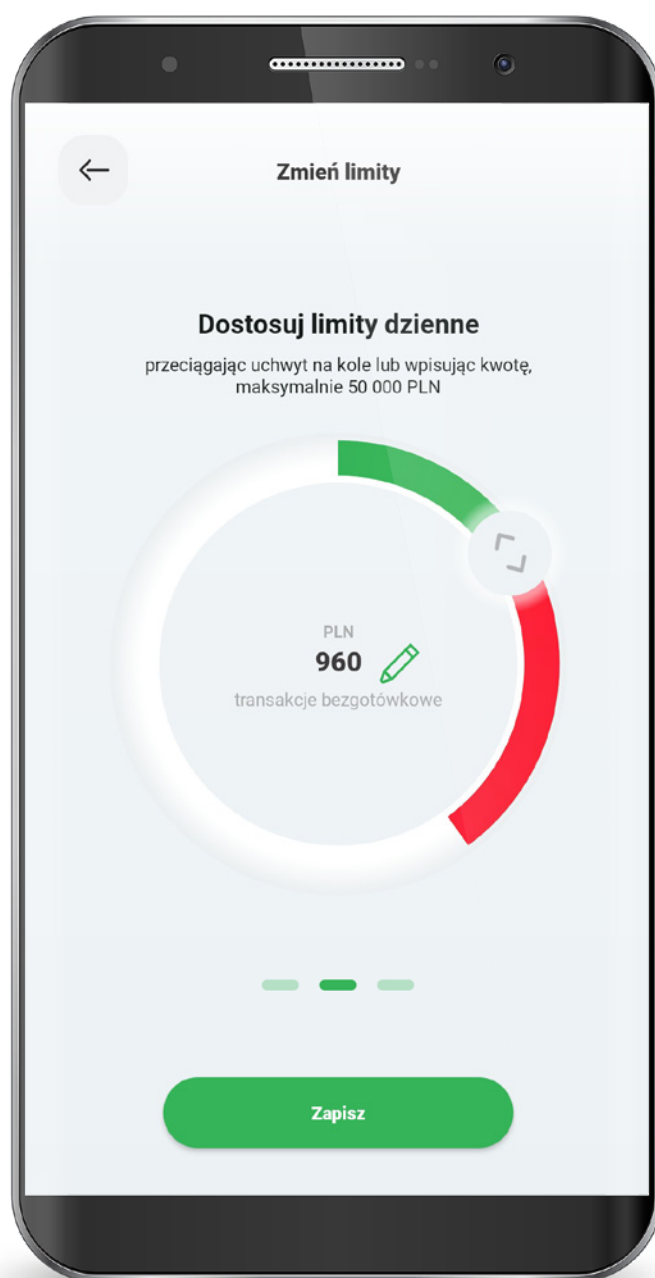 Zmień limity
Dostosuj limity dzienne
przeciągając uchwyt na kole lub wpisując kwotę,
maksymalnie 50 000 PLN
PLN
960
transakcje bezgotówkowe
Zapisz